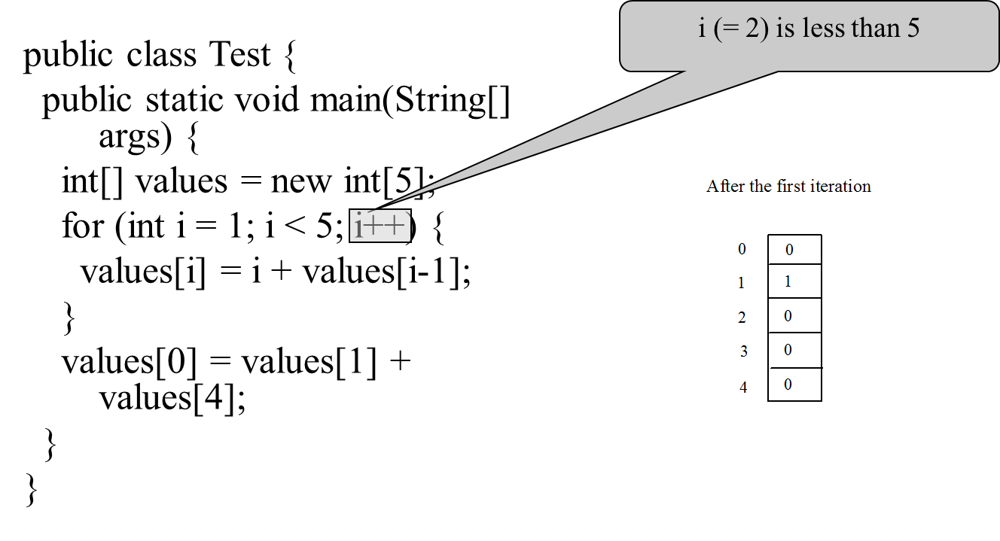 i (= 2) is less than 5
public class Test {
public static void main(String[]
args) {
int[] values = new int[5];
for (int i = 1; i < 5; i++) {
values[i] = i + values[i-1];
}
values[0] = values[1] +
values[4];
}
}
After the first iteration
0 0
1 1
2 0
3 0
4 0